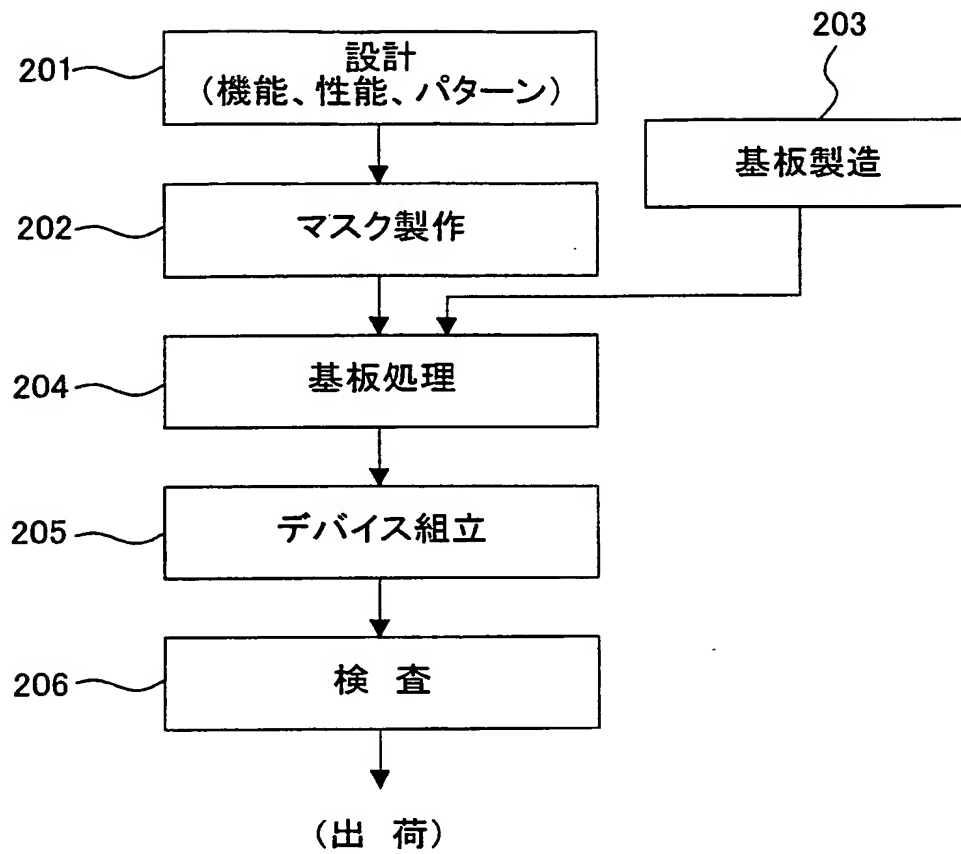 201
設計
(機能、性能、パターン)
203
基板製造
202
マスク製作
204
基板処理
205
デバイス組立
206
検 査
(出 荷)